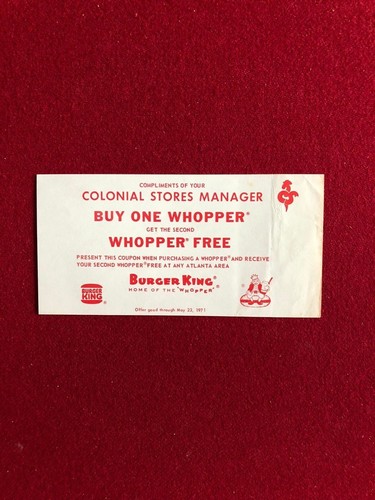 COMPLIMENTS OF YOUR
COLONIAL STORES MANAGER
BUY ONE WHOPPER®
GET THE SECOND
WHOPPER® FREE
PRESENT THIS COUPON WHEN PURCHASING A WHOPPER® AND RECEIVE
YOUR SECOND WHOPPER® FREE AT ANY ATLANTA AREA
BURGER KING®
HOME OF THE "WHOPPER"
BURGER
KING
Offer good through May 25, 1971